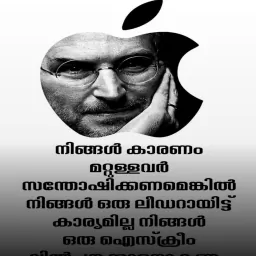 നിങ്ങൾ കാരണം
മറ്റുള്ളവർ
സന്തോഷിക്കണമെങ്കിൽ
നിങ്ങൾ ഒരു ലീഡറായിട്ട്
കാര്യമില്ല നിങ്ങൾ
ഒരു ഐസ്ക്രീം